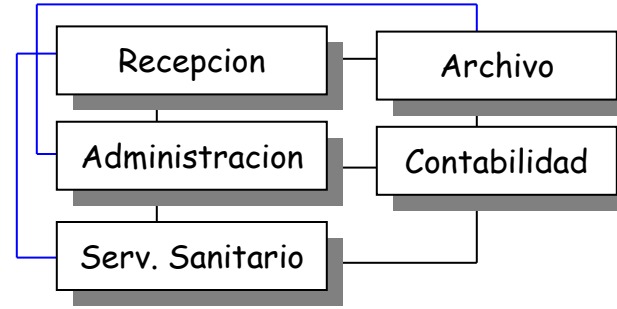 Recepcion
Archivo
Administracion
Contabilidad
Serv. Sanitario